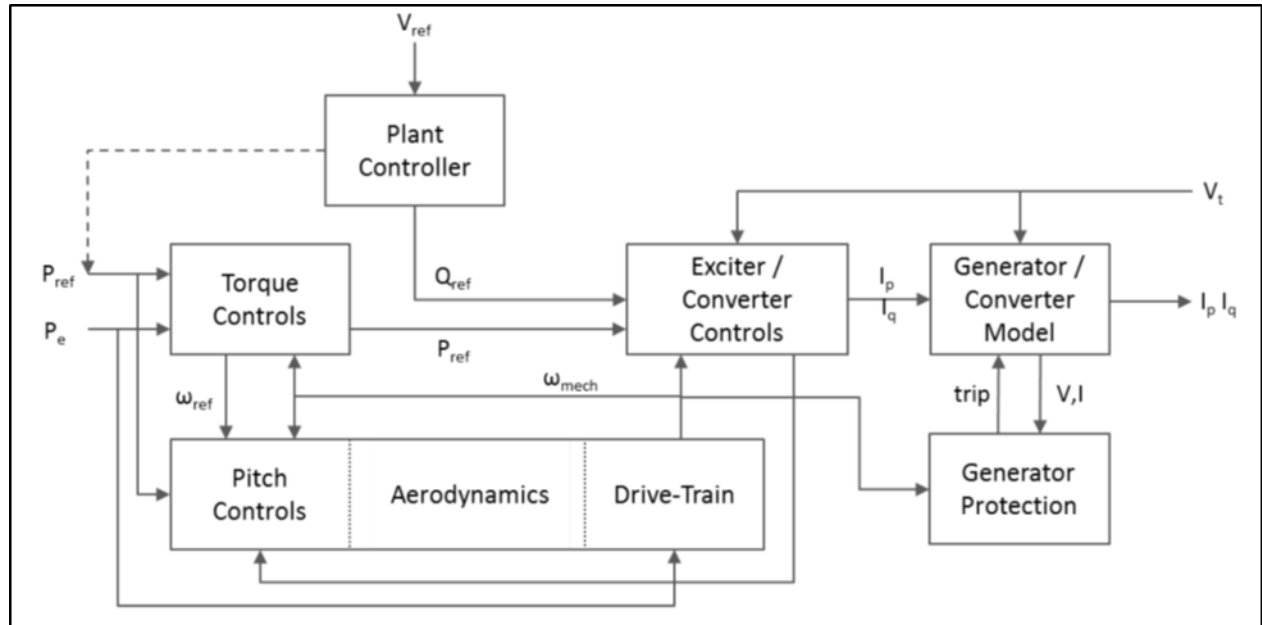 V_ref
Plant
Controller
V_t
P_ref
Torque
Controls
Q_ref
Exciter /
Converter
Controls
I_p
I_q
Generator /
Converter
Model
I_p I_q
P_e
P_ref
ω_ref
ω_mech
trip
V,I
Pitch
Controls
Aerodynamics
Drive-Train
Generator
Protection